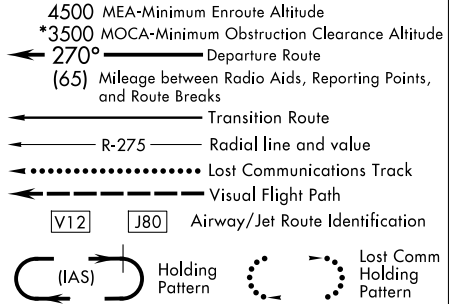 4500 MEA-Minimum Enroute Altitude
*3500 MOCA-Minimum Obstruction Clearance Altitude
270° Departure Route
(65) Mileage between Radio Aids, Reporting Points,
and Route Breaks
Transition Route
R-275 Radial line and value
Lost Communications Track
Visual Flight Path
V12 J80 Airway/Jet Route Identification
(IAS) Holding
Pattern
Lost Comm
Holding
Pattern